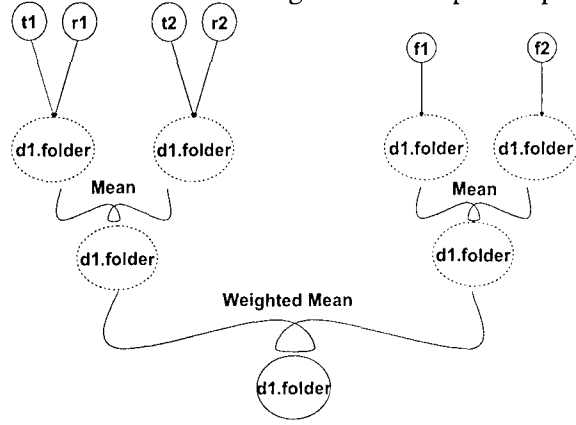 t1 r1 t2 r2 f1 f2
d1.folder d1.folder d1.folder d1.folder
Mean Mean
d1.folder d1.folder
Weighted Mean
d1.folder